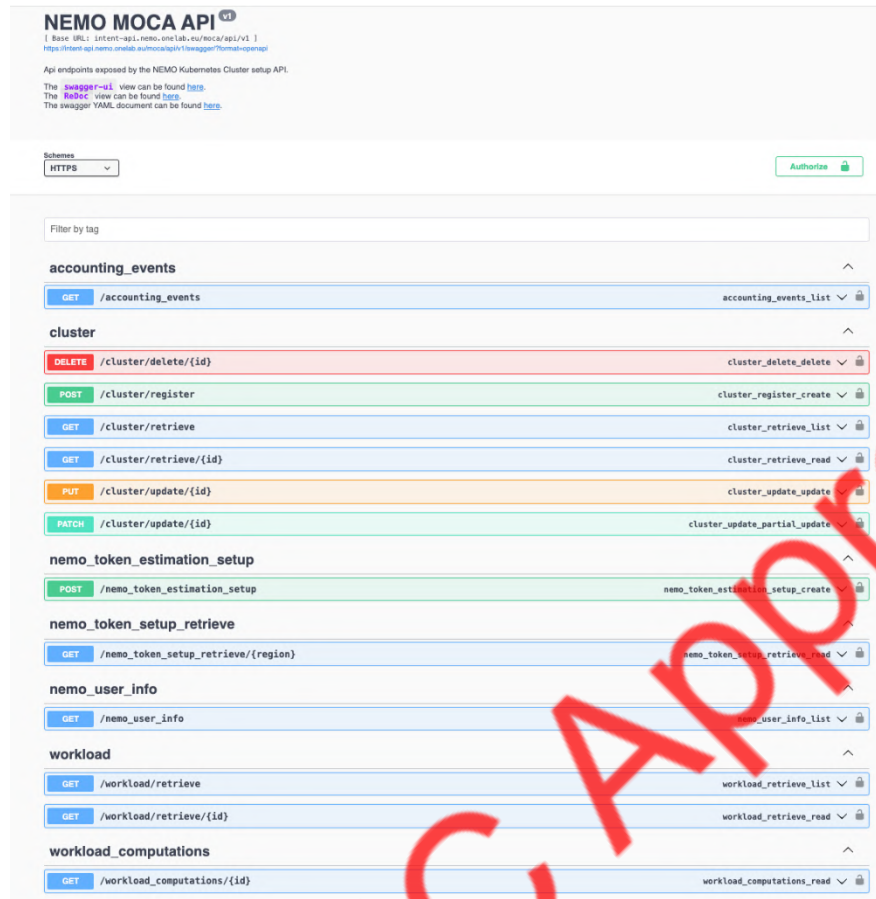 NEMO MOCA API v1
[ Base URL: intent-api.nemo.onelab.eu/moca/api/v1 ]
https://intent-api.nemo.onelab.eu/moca/api/v1/swagger/?format=openapi
Api endpoints exposed by the NEMO Kubernetes Cluster setup API.
The swagger-ui view can be found here.
The ReDoc view can be found here.
The swagger YAML document can be found here.
Schemes
HTTPS
Authorize
Filter by tag
accounting_events
GET /accounting_events accounting_events_list
cluster
DELETE /cluster/delete/{id} cluster_delete_delete
POST /cluster/register cluster_register_create
GET /cluster/retrieve cluster_retrieve_list
GET /cluster/retrieve/{id} cluster_retrieve_read
PUT /cluster/update/{id} cluster_update_update
PATCH /cluster/update/{id} cluster_update_partial_update
nemo_token_estimation_setup
POST /nemo_token_estimation_setup nemo_token_estimation_setup_create
nemo_token_setup_retrieve
GET /nemo_token_setup_retrieve/{region} nemo_token_setup_retrieve_read
nemo_user_info
GET /nemo_user_info nemo_user_info_list
workload
GET /workload/retrieve workload_retrieve_list
GET /workload/retrieve/{id} workload_retrieve_read
workload_computations
GET /workload_computations/{id} workload_computations_read
C Appr